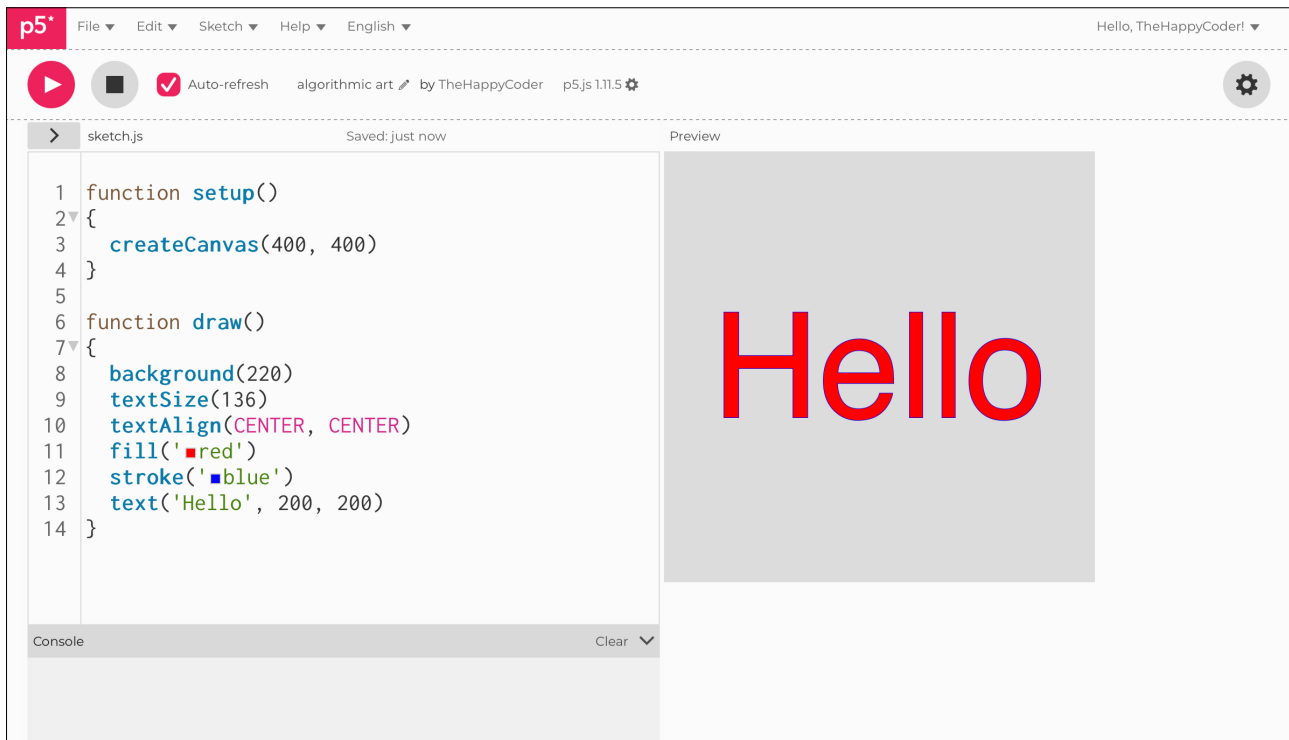 p5* File Edit Sketch Help English Hello, TheHappyCoder!
Auto-refresh algorithmic art by TheHappyCoder p5.js 1.11.5
sketch.js Saved: just now Preview
1 function setup()
2 {
3   createCanvas(400, 400)
4 }
5
6 function draw()
7 {
8   background(220)
9   textSize(136)
10   textAlign(CENTER, CENTER)
11   fill('red')
12   stroke('blue')
13   text('Hello', 200, 200)
14 }
Hello
Console Clear